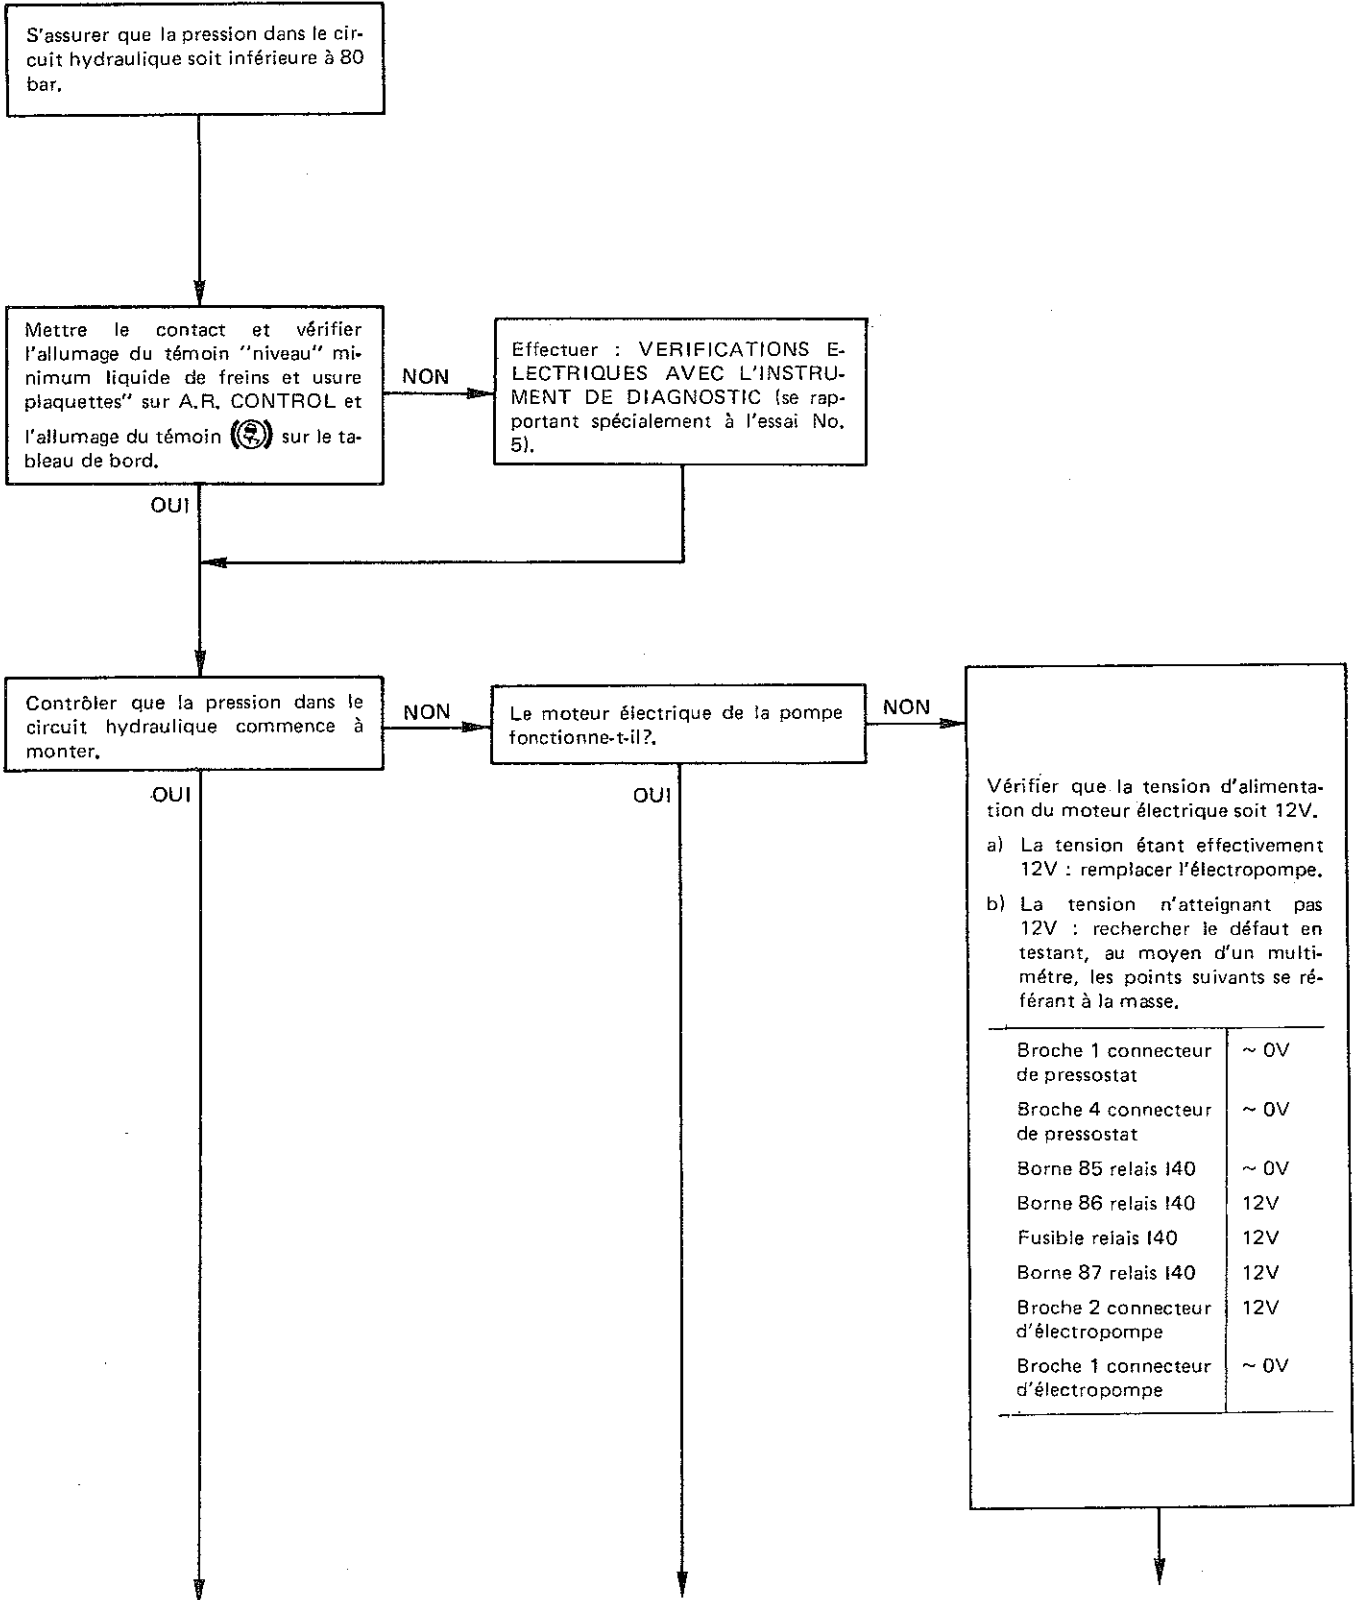 S'assurer que la pression dans le cir-
cuit hydraulique soit inférieure à 80
bar.
Mettre le contact et vérifier
l'allumage du témoin "niveau" mi-
nimum liquide de freins et usure
plaquettes" sur A.R. CONTROL et
l'allumage du témoin sur le ta-
bleau de bord.
NON
Effectuer : VERIFICATIONS E-
LECTRIQUES AVEC L'INSTRU-
MENT DE DIAGNOSTIC (se rap-
portant spécialement à l'essai No.
5).
OUI
Contrôler que la pression dans le
circuit hydraulique commence à
monter.
NON
Le moteur électrique de la pompe
fonctionne-t-il?.
NON
OUI
OUI
Vérifier que la tension d'alimenta-
tion du moteur électrique soit 12V.
a) La tension étant effectivement
12V : remplacer l'électropompe.
b) La tension n'atteignant pas
12V : rechercher le défaut en
testant, au moyen d'un multi-
métre, les points suivants se ré-
férant à la masse.
Broche 1 connecteur ~ 0V
de pressostat
Broche 4 connecteur ~ 0V
de pressostat
Borne 85 relais I40 ~ 0V
Borne 86 relais I40 12V
Fusible relais I40 12V
Borne 87 relais I40 12V
Broche 2 connecteur 12V
d'électropompe
Broche 1 connecteur ~ 0V
d'électropompe